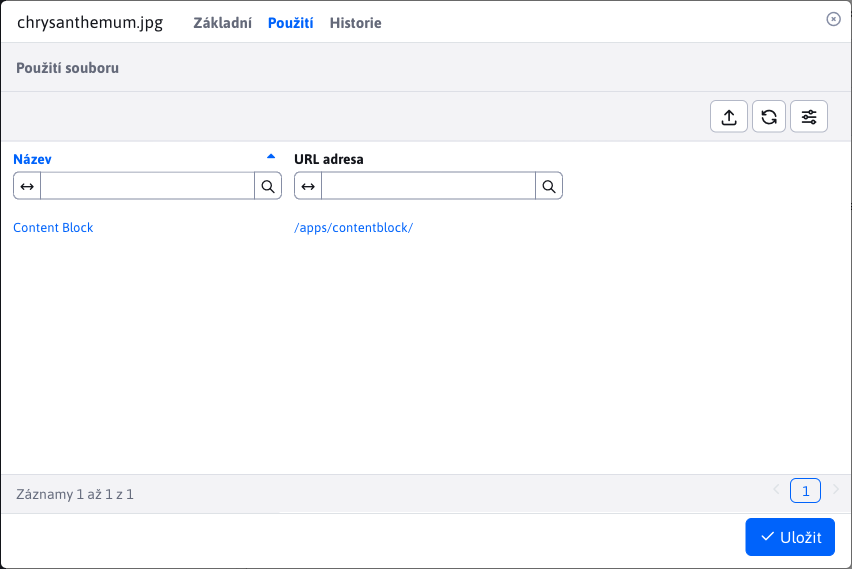 chrysanthemum.jpg Základní Použití Historie
Použití souboru
Název URL adresa
Content Block /apps/contentblock/
Záznamy 1 až 1 z 1 1
Uložit